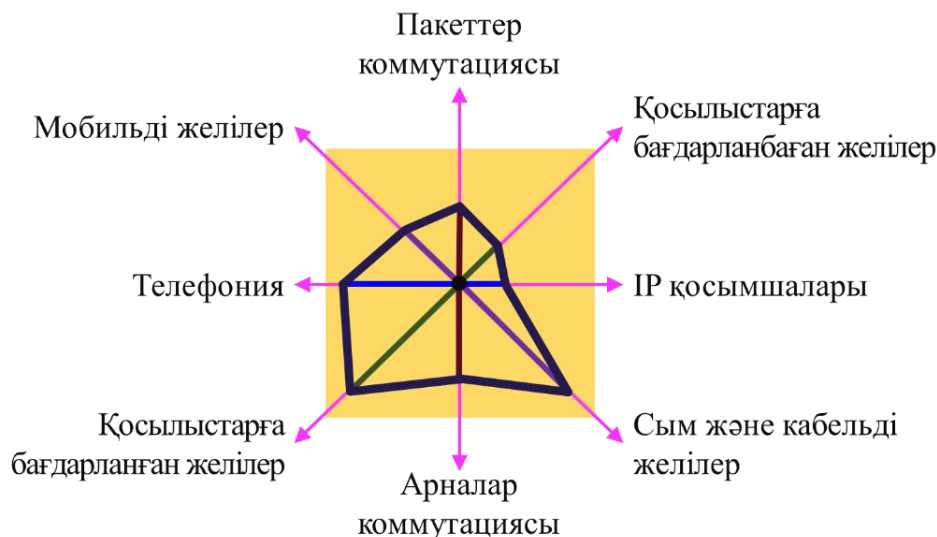 Пакеттер
коммутациясы
Мобильді желілер
Қосылыстарға
бағдарланбаған желілер
Телефония
IP қосымшалары
Қосылыстарға
бағдарланған желілер
Сым және кабельді
желілер
Арналар
коммутациясы